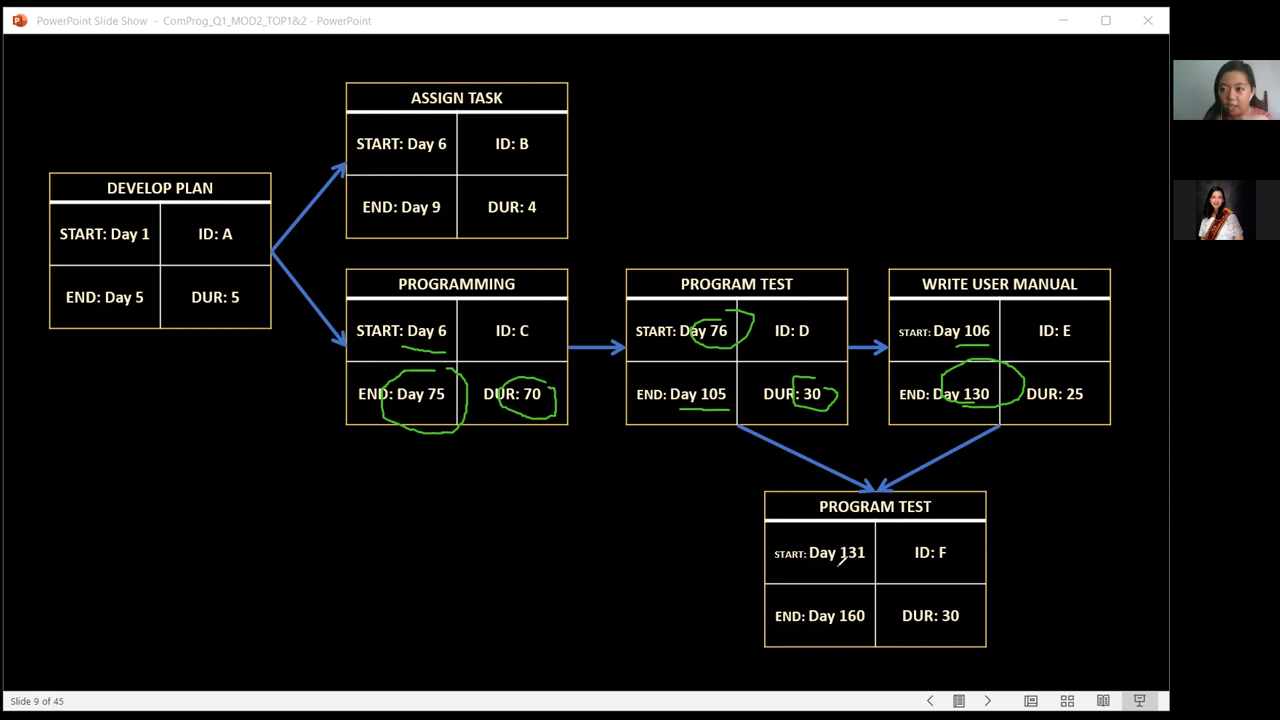 PowerPoint Slide Show - ComProg_Q1_MOD2_TOP1&2 - PowerPoint
ASSIGN TASK
START: Day 6
ID: B
END: Day 9
DUR: 4
DEVELOP PLAN
START: Day 1
ID: A
END: Day 5
DUR: 5
PROGRAMMING
START: Day 6
ID: C
END: Day 75
DUR: 70
PROGRAM TEST
START: Day 76
ID: D
END: Day 105
DUR: 30
WRITE USER MANUAL
START: Day 106
ID: E
END: Day 130
DUR: 25
PROGRAM TEST
START: Day 131
ID: F
END: Day 160
DUR: 30
Slide 9 of 45